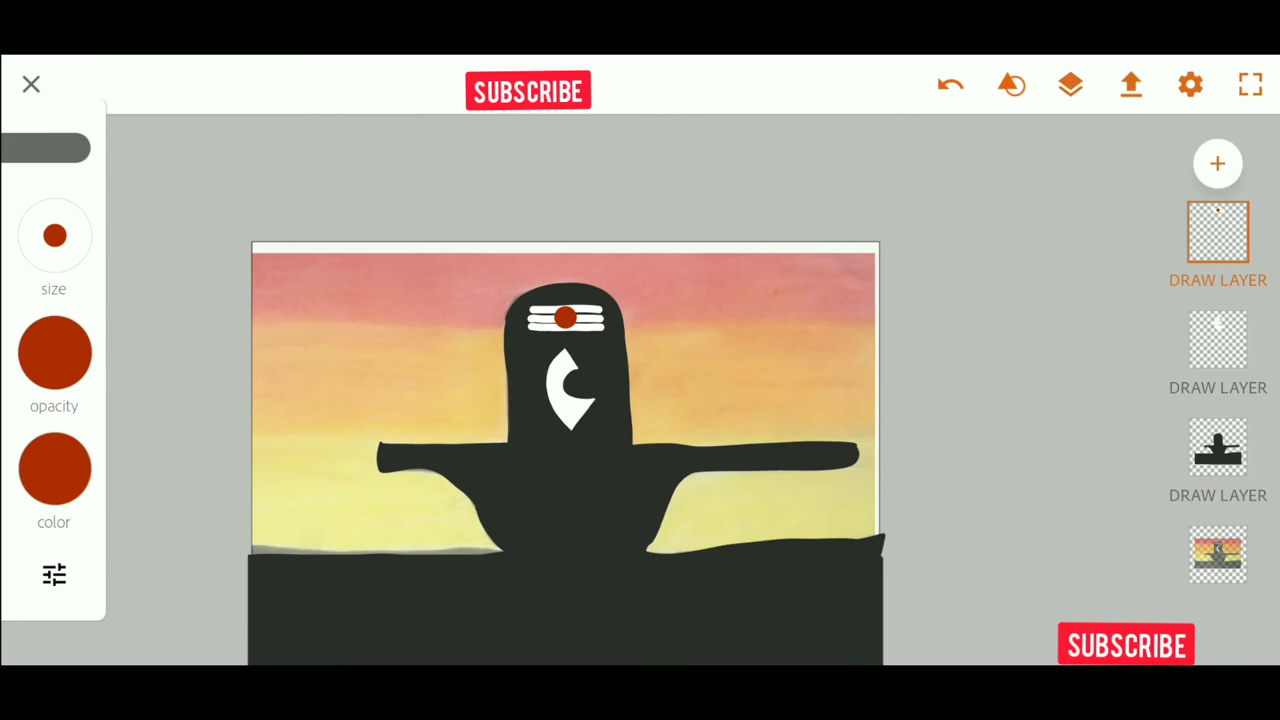 SUBSCRIBE
size
opacity
color
DRAW LAYER
DRAW LAYER
DRAW LAYER
SUBSCRIBE